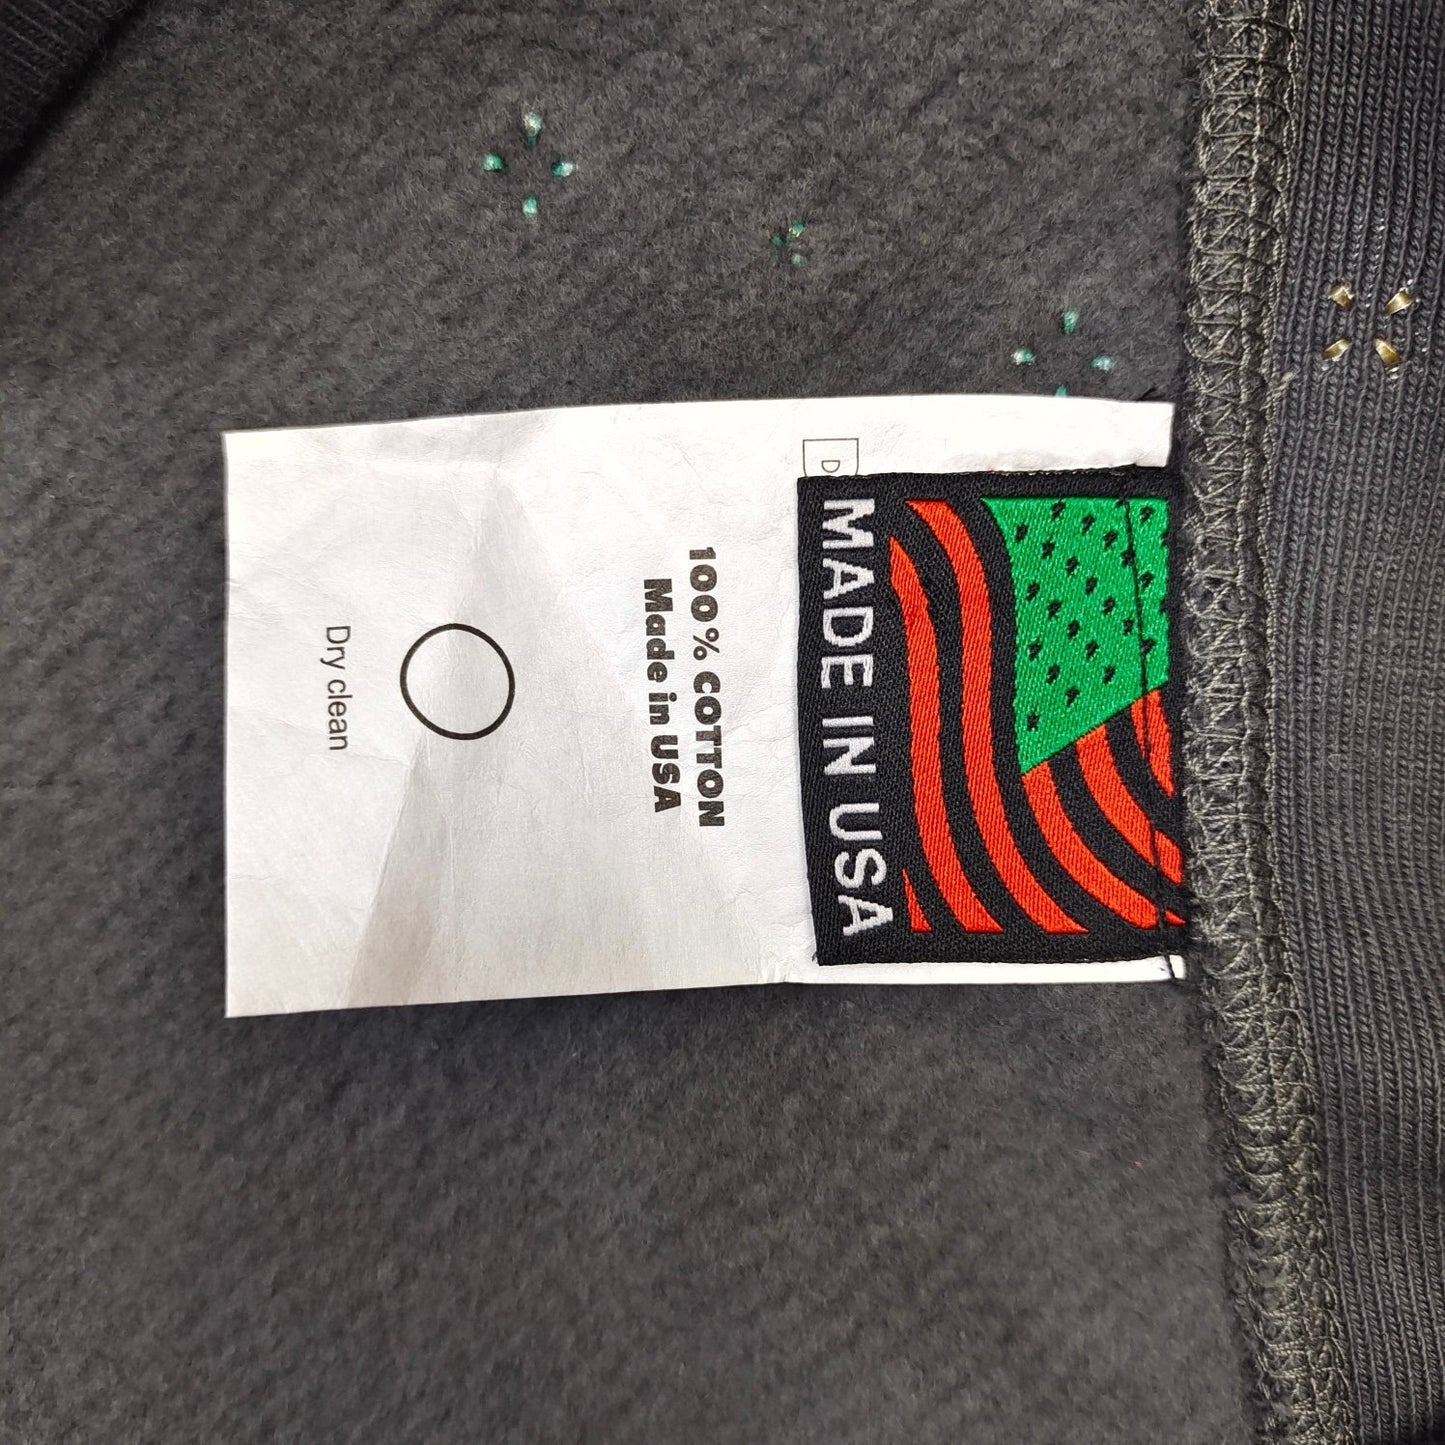 MADE IN USA
100% COTTON
Made in USA
Dry clean